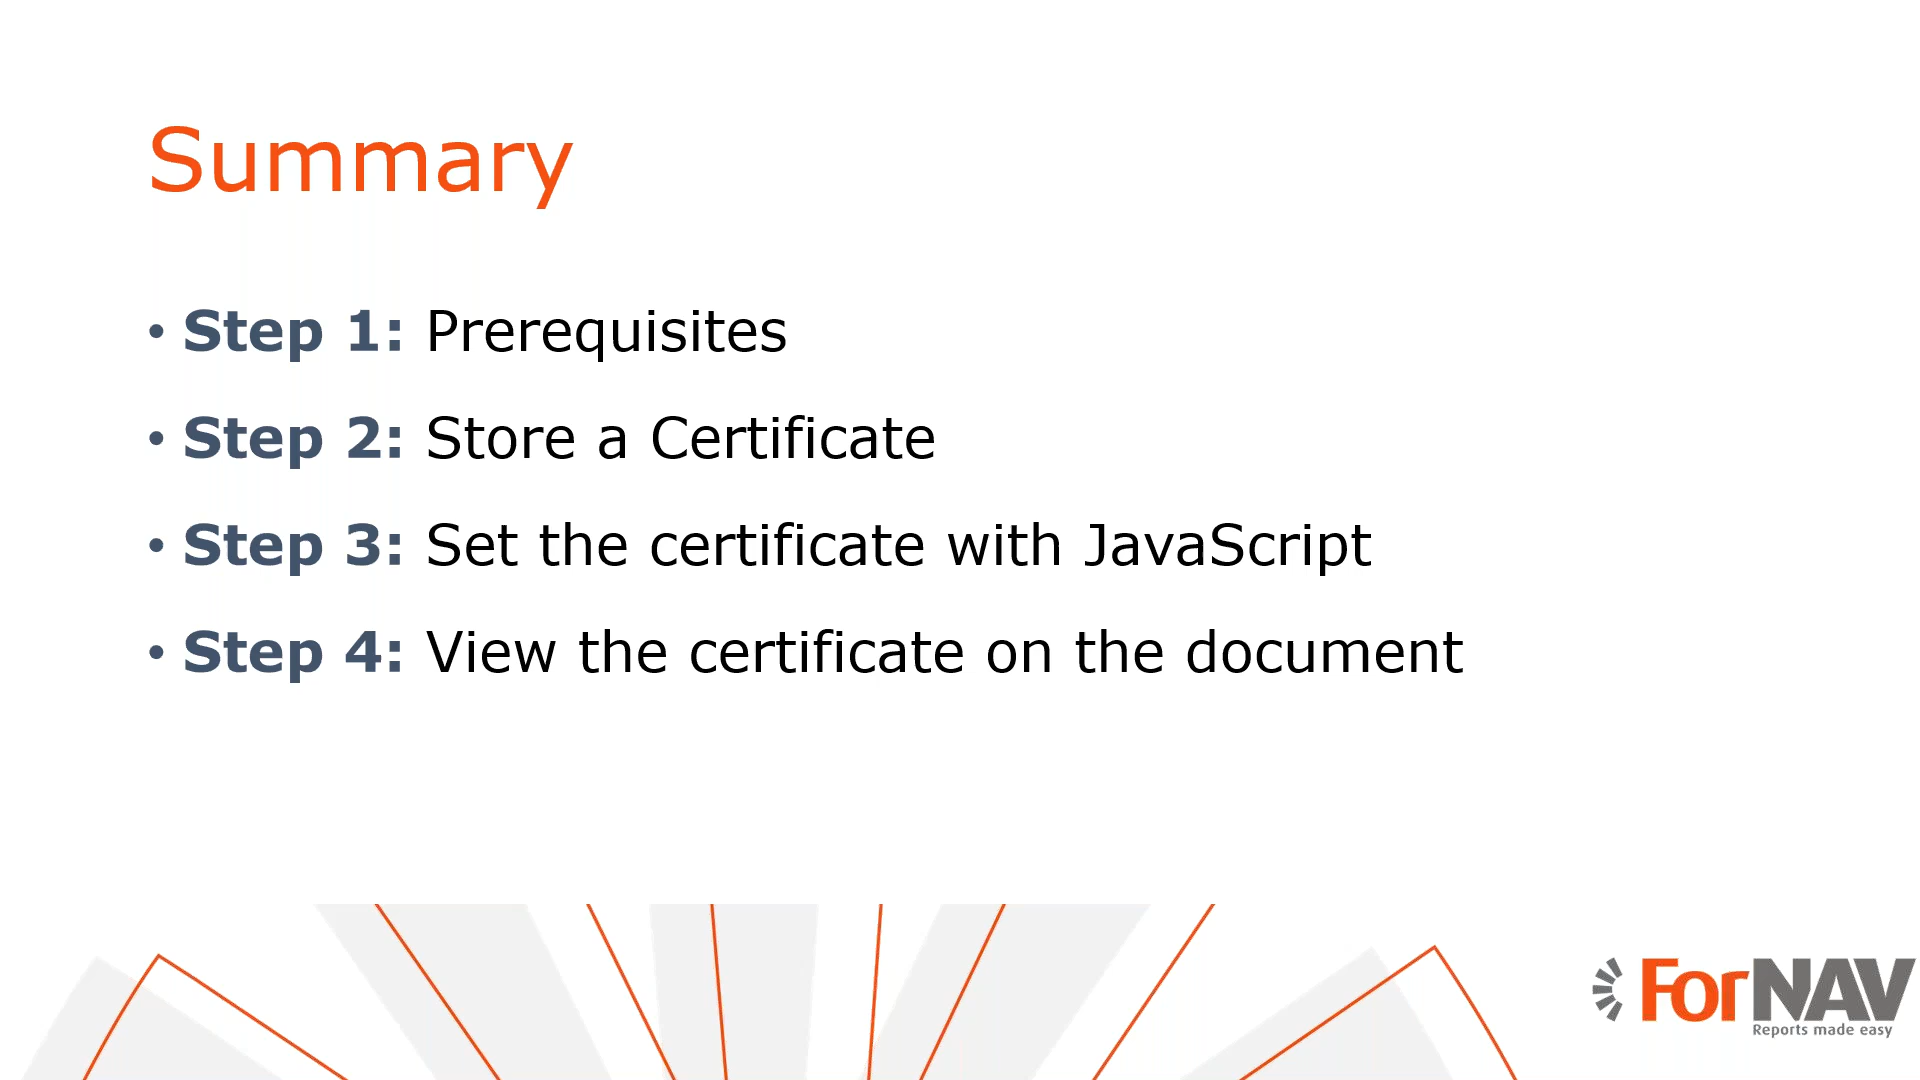 Summary
• Step 1: Prerequisites
• Step 2: Store a Certificate
• Step 3: Set the certificate with JavaScript
• Step 4: View the certificate on the document
ForNAV
Reports made easy